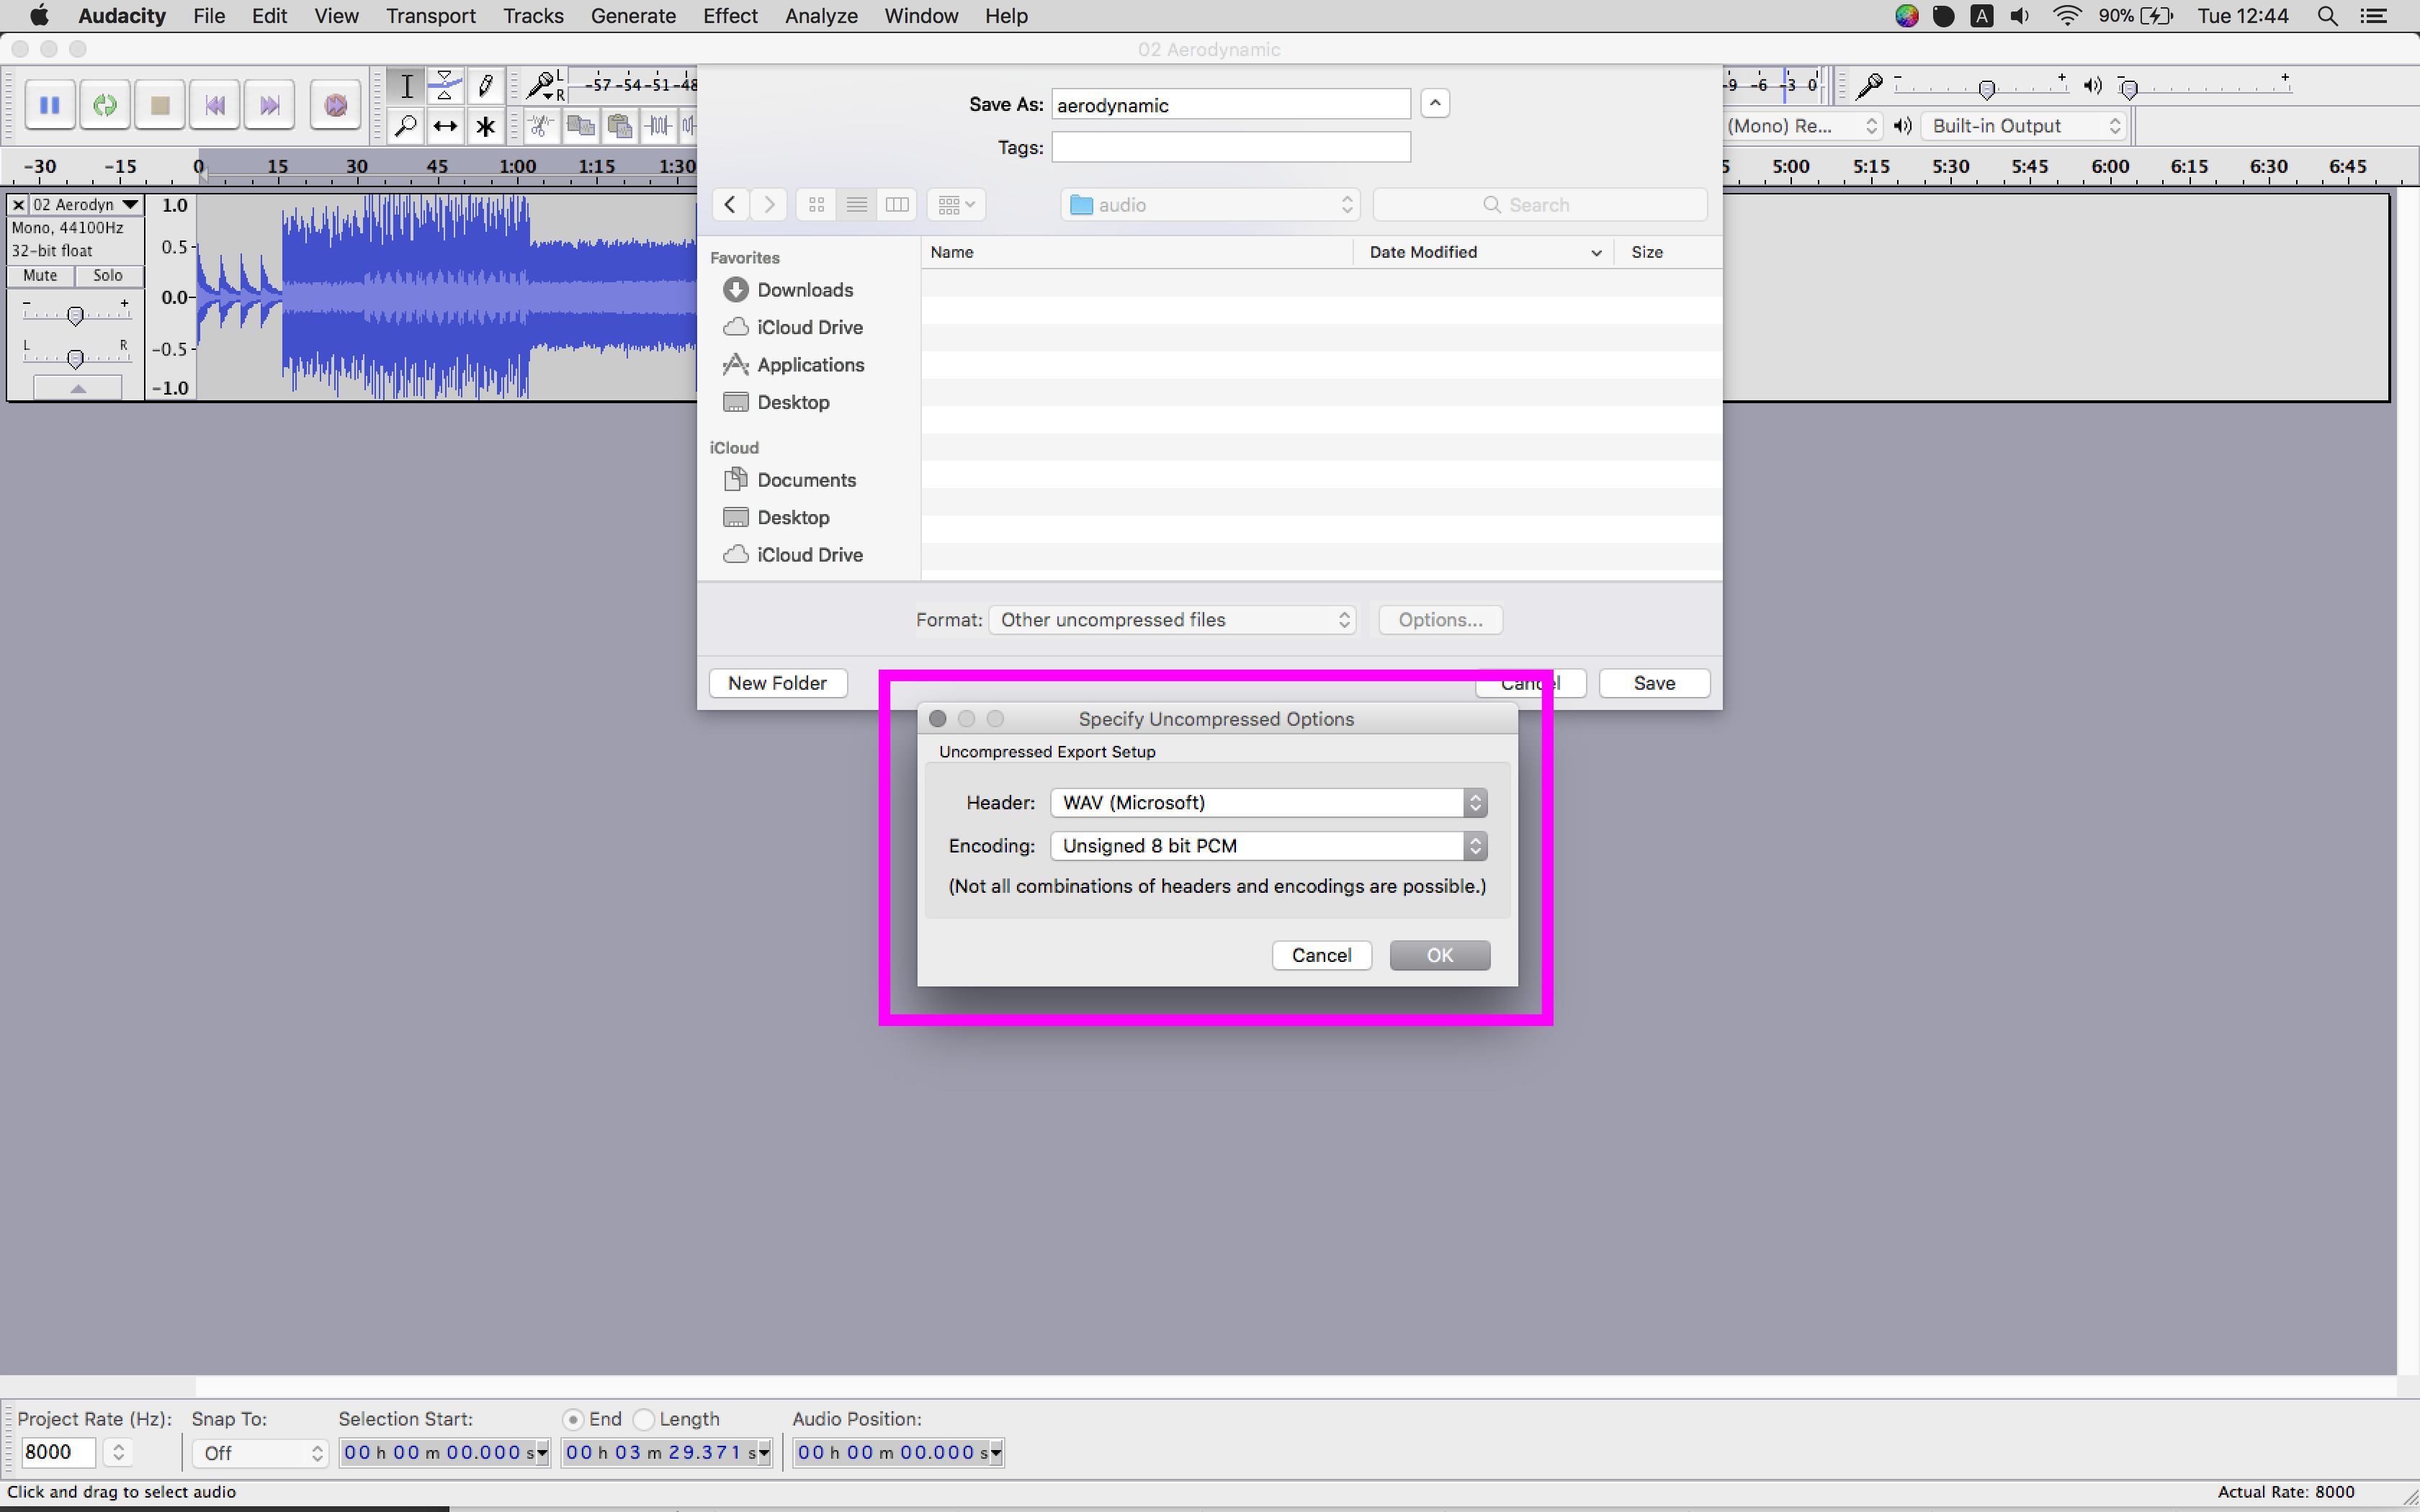 Audacity File Edit View Transport Tracks Generate Effect Analyze Window Help A 90% Tue 12:44
02 Aerodynamic
L
R
-57 -54 -51 -48
-9 -6 -3 0
- + - +
(Mono) Re... Built-in Output
Save As: aerodynamic
Tags:
-30 -15 0 15 30 45 1:00 1:15 1:30
5 5:00 5:15 5:30 5:45 6:00 6:15 6:30 6:45
02 Aerodyn
Mono, 44100Hz
32-bit float
Mute Solo
- +
L R
1.0
0.5
0.0
-0.5
-1.0
audio
Search
Favorites
Downloads
iCloud Drive
Applications
Desktop
iCloud
Documents
Desktop
iCloud Drive
Name Date Modified Size
Format: Other uncompressed files Options...
New Folder Cancel Save
Specify Uncompressed Options
Uncompressed Export Setup
Header: WAV (Microsoft)
Encoding: Unsigned 8 bit PCM
(Not all combinations of headers and encodings are possible.)
Cancel OK
Project Rate (Hz): Snap To: Selection Start: End Length Audio Position:
8000 Off 00 h 00 m 00.000 s 00 h 03 m 29.371 s 00 h 00 m 00.000 s
Click and drag to select audio Actual Rate: 8000